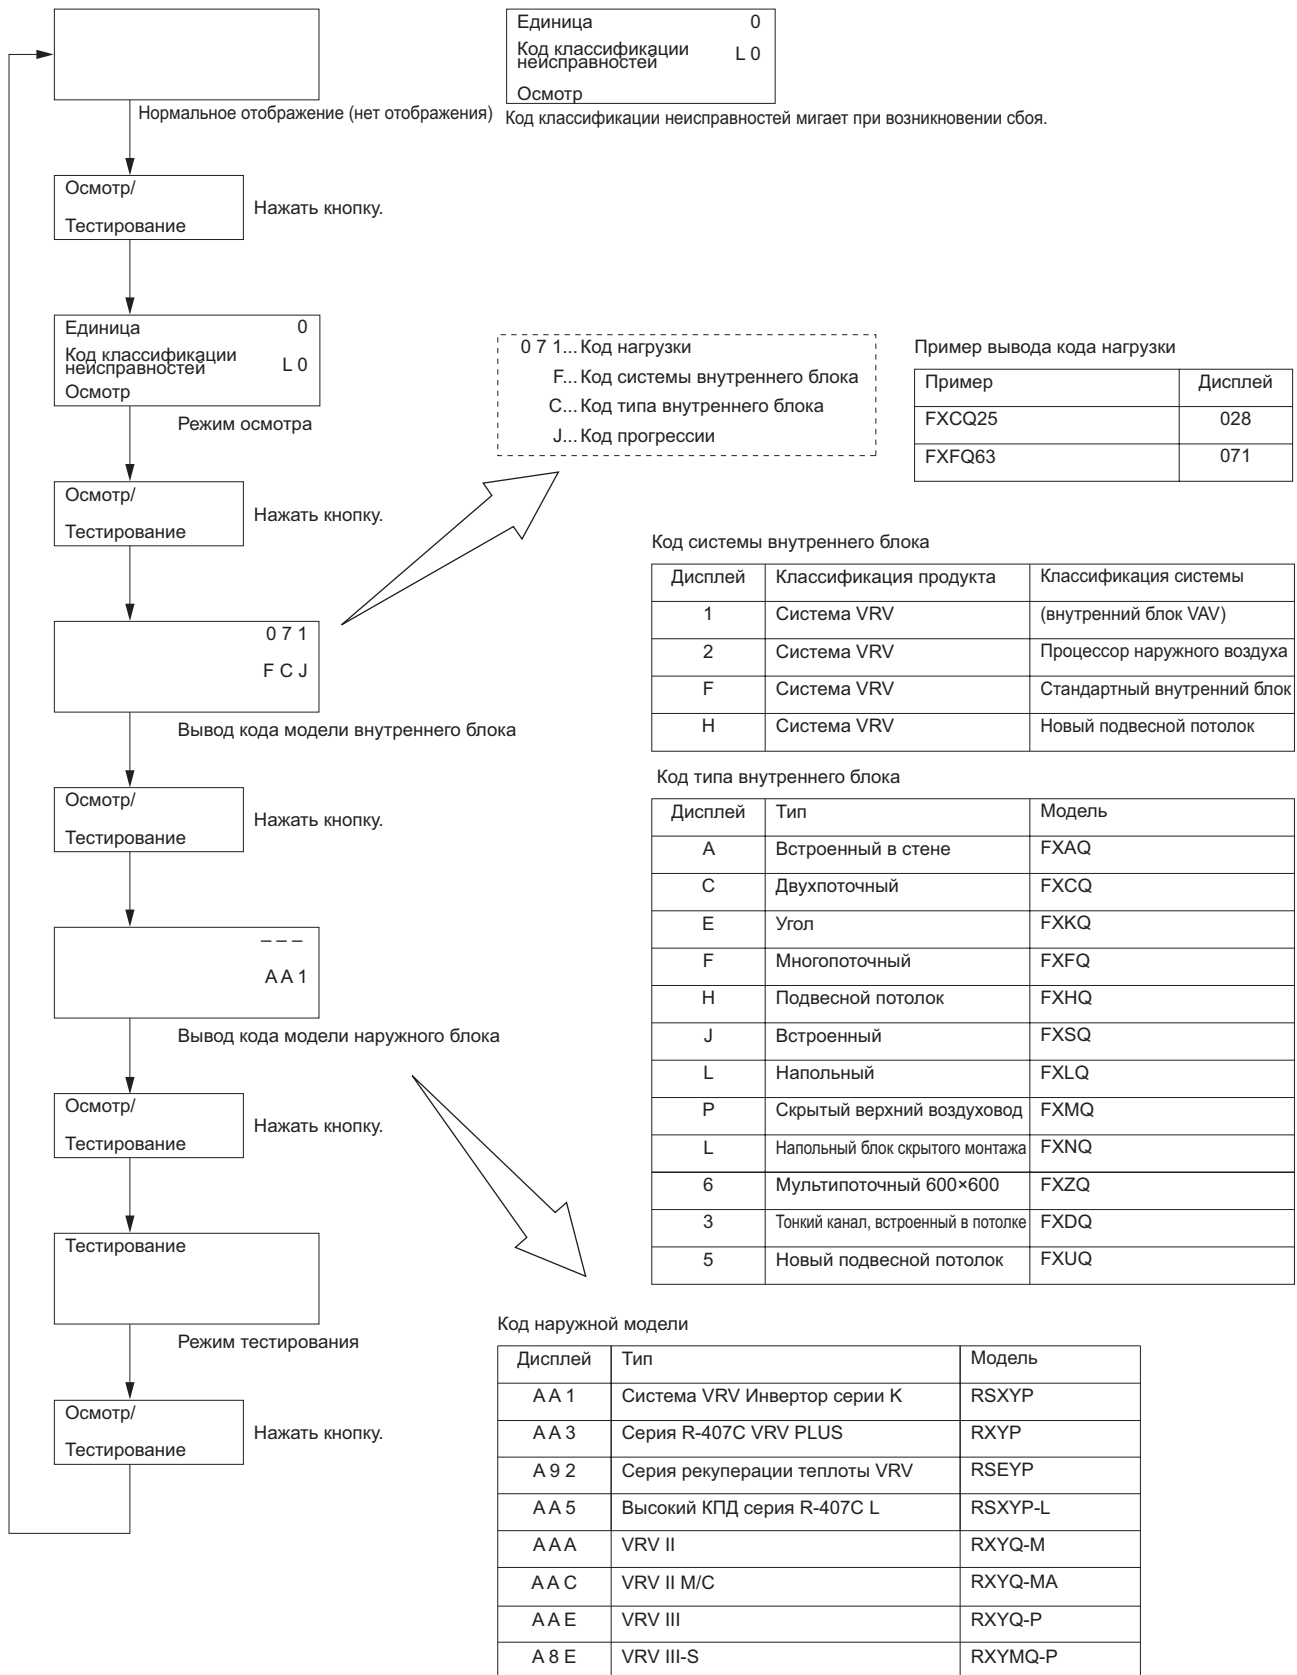 Единица 0
Код классификации
неисправностей L 0
Осмотр
Нормальное отображение (нет отображения)
Код классификации неисправностей мигает при возникновении сбоя.
Осмотр/
Тестирование
Нажать кнопку.
Единица 0
Код классификации
неисправностей L 0
Осмотр
Режим осмотра
0 7 1... Код нагрузки
F... Код системы внутреннего блока
C... Код типа внутреннего блока
J... Код прогрессии
Пример вывода кода нагрузки
Пример Дисплей
FXCQ25 028
FXFQ63 071
Осмотр/
Тестирование
Нажать кнопку.
0 7 1
F C J
Вывод кода модели внутреннего блока
Код системы внутреннего блока
Дисплей Классификация продукта Классификация системы
1 Система VRV (внутренний блок VAV)
2 Система VRV Процессор наружного воздуха
F Система VRV Стандартный внутренний блок
H Система VRV Новый подвесной потолок
Осмотр/
Тестирование
Нажать кнопку.
– – –
A A 1
Вывод кода модели наружного блока
Код типа внутреннего блока
Дисплей Тип Модель
A Встроенный в стене FXAQ
C Двухпоточный FXCQ
E Угол FXKQ
F Многопоточный FXFQ
H Подвесной потолок FXHQ
J Встроенный FXSQ
L Напольный FXLQ
P Скрытый верхний воздуховод FXMQ
L Напольный блок скрытого монтажа FXNQ
6 Мультипоточный 600×600 FXZQ
3 Тонкий канал, встроенный в потолке FXDQ
5 Новый подвесной потолок FXUQ
Осмотр/
Тестирование
Нажать кнопку.
Тестирование
Режим тестирования
Осмотр/
Тестирование
Нажать кнопку.
Код наружной модели
Дисплей Тип Модель
A A 1 Система VRV Инвертор серии K RSXYP
A A 3 Серия R-407C VRV PLUS RXYP
A 9 2 Серия рекуперации теплоты VRV RSEYP
A A 5 Высокий КПД серия R-407C L RSXYP-L
A A A VRV II RXYQ-M
A A C VRV II M/C RXYQ-MA
A A E VRV III RXYQ-P
A 8 E VRV III-S RXYMQ-P